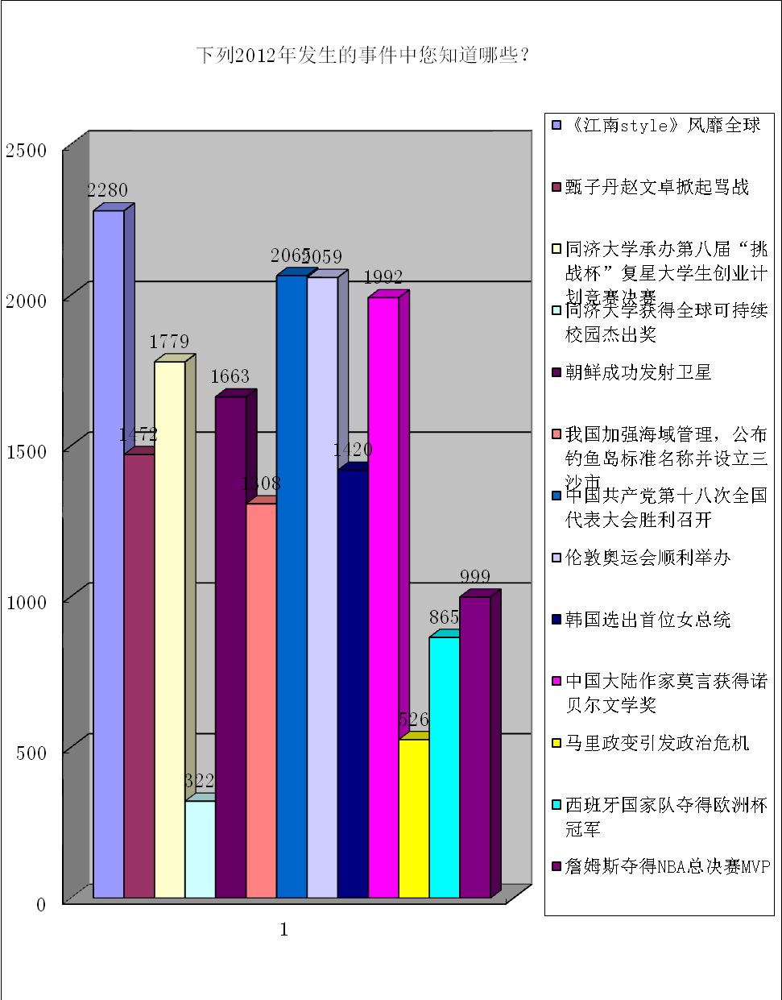 下列2012年发生的事件中您知道哪些?
2500
2000
1500
1000
500
0
2280
1472
1779
322
1663
1308
2065
2059
1420
1992
526
865
999
1
《江南style》风靡全球
甄子丹赵文卓掀起骂战
同济大学承办第八届“挑
战杯”复星大学生创业计
划竞赛决赛
同济大学获得全球可持续
校园杰出奖
朝鲜成功发射卫星
我国加强海域管理，公布
钓鱼岛标准名称并设立三
沙市
中国共产党第十八次全国
代表大会胜利召开
伦敦奥运会顺利举办
韩国选出首位女总统
中国大陆作家莫言获得诺
贝尔文学奖
马里政变引发政治危机
西班牙国家队夺得欧洲杯
冠军
詹姆斯夺得NBA总决赛MVP